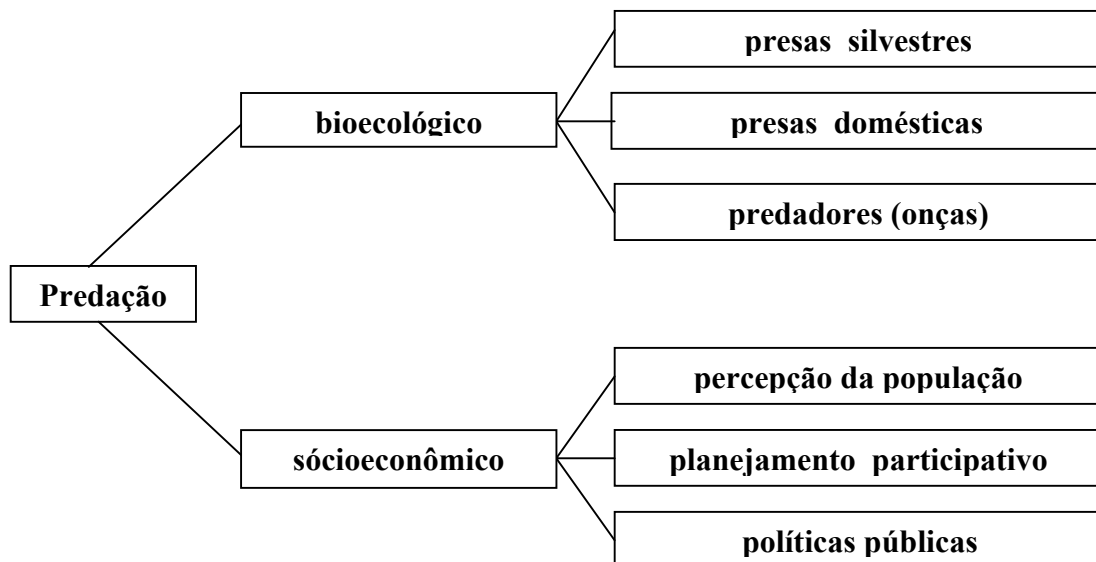 presas silvestres
bioecológico
presas domésticas
predadores (onças)
Predação
percepção da população
sócioeconômico
planejamento participativo
políticas públicas